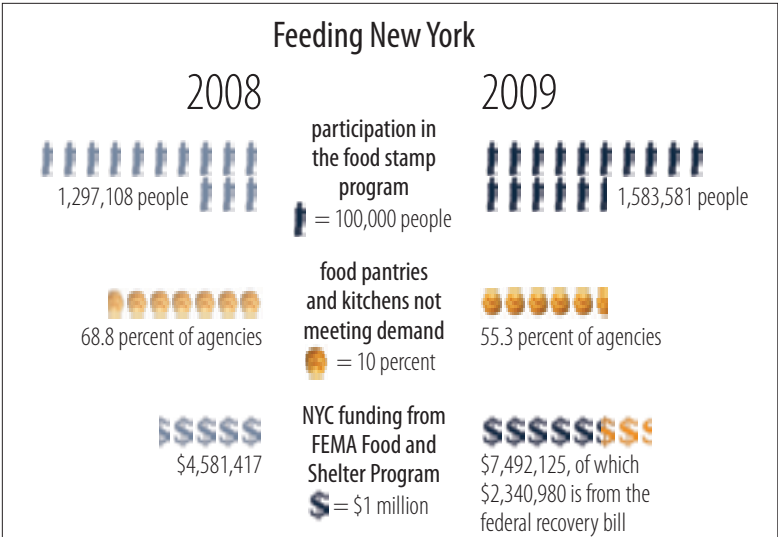 Feeding New York
2008
2009
participation in
the food stamp
program
= 100,000 people
1,297,108 people
1,583,581 people
food pantries
and kitchens not
meeting demand
= 10 percent
68.8 percent of agencies
55.3 percent of agencies
NYC funding from
FEMA Food and
Shelter Program
$ = $1 million
$$$$$
$4,581,417
$$$$$$$$
$7,492,125, of which
$2,340,980 is from the
federal recovery bill